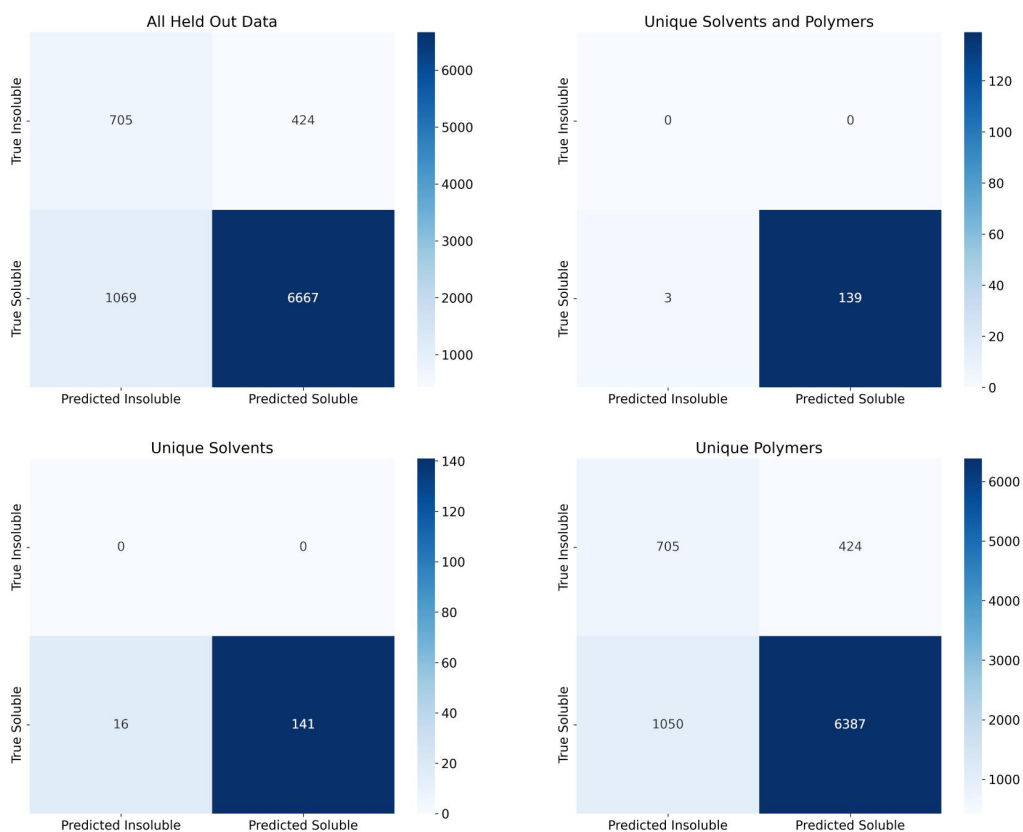 All Held Out Data
True Insoluble
True Soluble
705
424
1069
6667
Predicted Insoluble
Predicted Soluble
6000
5000
4000
3000
2000
1000
Unique Solvents and Polymers
True Insoluble
True Soluble
0
0
3
139
Predicted Insoluble
Predicted Soluble
120
100
80
60
40
20
0
Unique Solvents
True Insoluble
True Soluble
0
0
16
141
Predicted Insoluble
Predicted Soluble
140
120
100
80
60
40
20
0
Unique Polymers
True Insoluble
True Soluble
705
424
1050
6387
Predicted Insoluble
Predicted Soluble
6000
5000
4000
3000
2000
1000